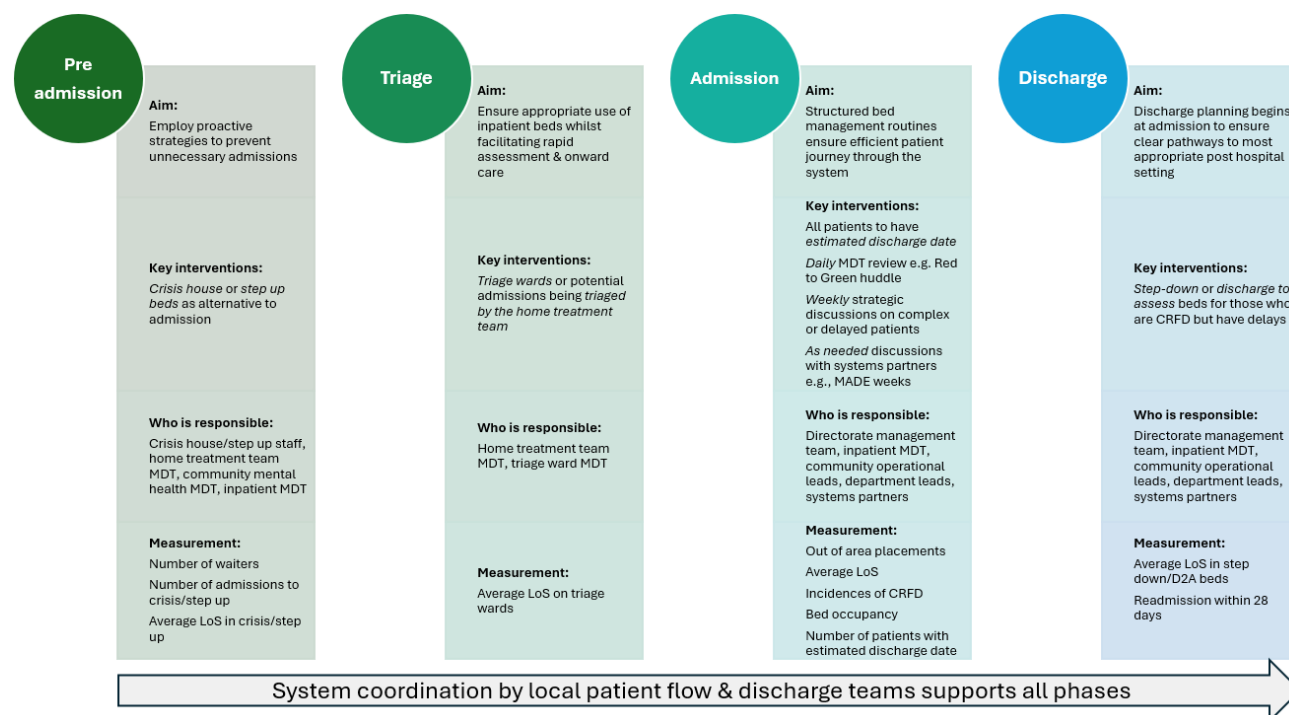 Pre
admission
Aim:
Employ proactive
strategies to prevent
unnecessary admissions
Key interventions:
Crisis house or step up
beds as alternative to
admission
Who is responsible:
Crisis house/step up staff,
home treatment team
MDT, community mental
health MDT, inpatient MDT
Measurement:
Number of waiters
Number of admissions to
crisis/step up
Average LoS in crisis/step
up
Triage
Aim:
Ensure appropriate use of
inpatient beds whilst
facilitating rapid
assessment & onward
care
Key interventions:
Triage wards or potential
admissions being triaged
by the home treatment
team
Who is responsible:
Home treatment team
MDT, triage ward MDT
Measurement:
Average LoS on triage
wards
Admission
Aim:
Structured bed
management routines
ensure efficient patient
journey through the
system
Key interventions:
All patients to have
estimated discharge date
Daily MDT review e.g. Red
to Green huddle
Weekly strategic
discussions on complex
or delayed patients
As needed discussions
with systems partners
e.g., MADE weeks
Who is responsible:
Directorate management
team, inpatient MDT,
community operational
leads, department leads,
systems partners
Measurement:
Out of area placements
Average LoS
Incidences of CRFD
Bed occupancy
Number of patients with
estimated discharge date
Discharge
Aim:
Discharge planning begins
at admission to ensure
clear pathways to most
appropriate post hospital
setting
Key interventions:
Step-down or discharge to
assess beds for those who
are CRFD but have delays
Who is responsible:
Directorate management
team, inpatient MDT,
community operational
leads, department leads,
systems partners
Measurement:
Average LoS in step
down/D2A beds
Readmission within 28
days
System coordination by local patient flow & discharge teams supports all phases